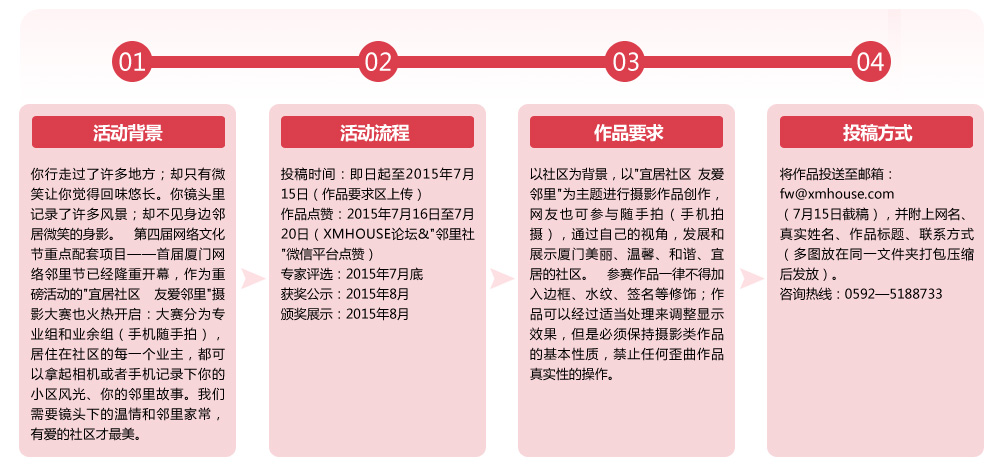 01
02
03
04
活动背景
你行走过了许多地方；却只有微
笑让你觉得回味悠长。你镜头里
记录了许多风景；却不见身边邻
居微笑的身影。 第四届网络文化
节重点配套项目——首届厦门网
络邻里节已经隆重开幕，作为重
磅活动的"宜居社区 友爱邻里"摄
影大赛也火热开启：大赛分为专
业组和业余组（手机随手拍），
居住在社区的每一个业主，都可
以拿起相机或者手机记录下你的
小区风光、你的邻里故事。我们
需要镜头下的温情和邻里家常，
有爱的社区才最美。
活动流程
投稿时间：即日起至2015年7月
15日（作品要求区上传）
作品点赞：2015年7月16日至7月
20日（XMHOUSE论坛&"邻里社
"微信平台点赞）
专家评选：2015年7月底
获奖公示：2015年8月
颁奖展示：2015年8月
作品要求
以社区为背景，以"宜居社区 友爱
邻里"为主题进行摄影作品创作，
网友也可参与随手拍（手机拍
摄），通过自己的视角，发展和
展示厦门美丽、温馨、和谐、宜
居的社区。 参赛作品一律不得加
入边框、水纹、签名等修饰；作
品可以经过适当处理来调整显示
效果，但是必须保持摄影类作品
的基本性质，禁止任何歪曲作品
真实性的操作。
投稿方式
将作品投送至邮箱：
fw@xmhouse.com
（7月15日截稿），并附上网名、
真实姓名、作品标题、联系方式
（多图放在同一文件夹打包压缩
后发放）。
咨询热线：0592—5188733